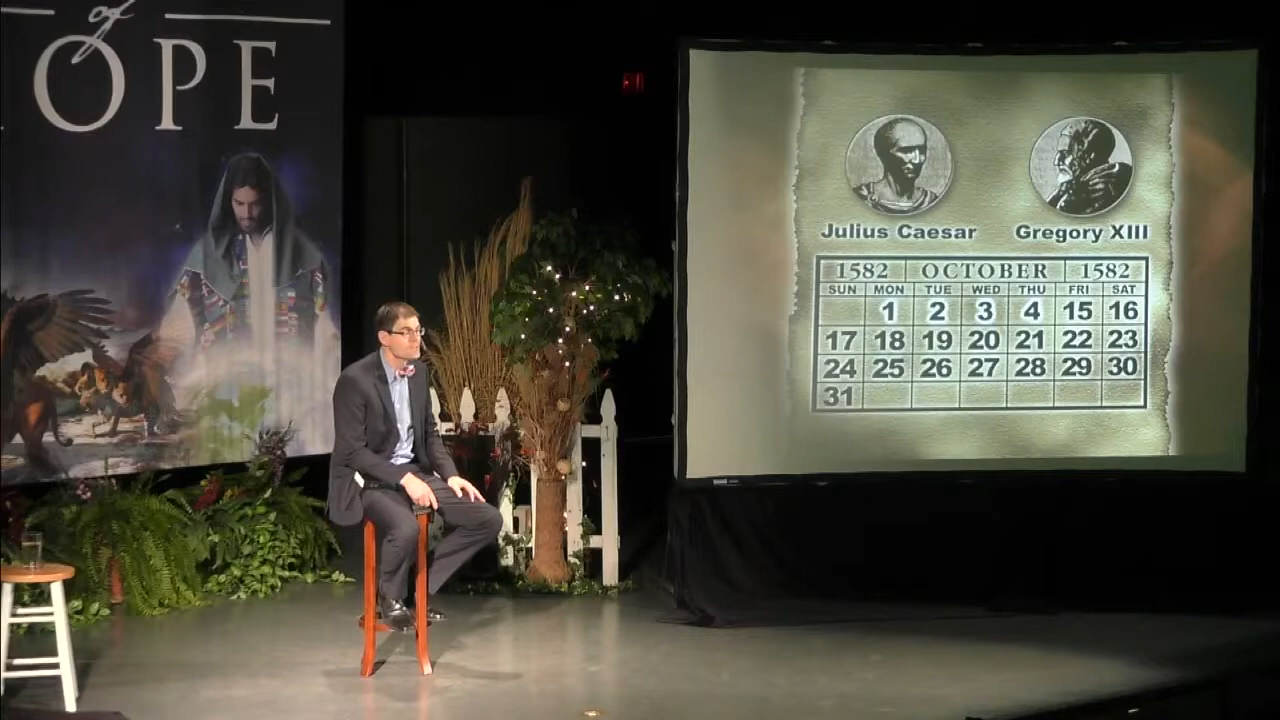 of
OPE
Julius Caesar
Gregory XIII
1582 OCTOBER 1582
SUN MON TUE WED THU FRI SAT
1 2 3 4 15 16
17 18 19 20 21 22 23
24 25 26 27 28 29 30
31